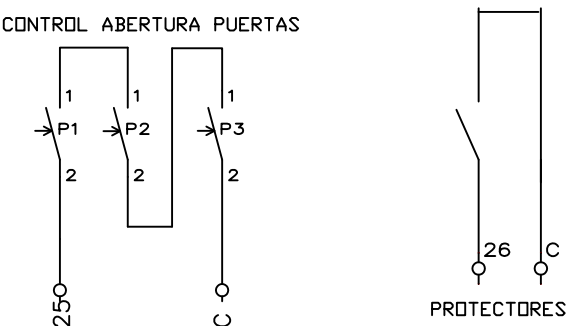 CONTROL ABERTURA PUERTAS
1 1 1
P1 P2 P3
2 2 2
25 C
26 C
PROTECTORES